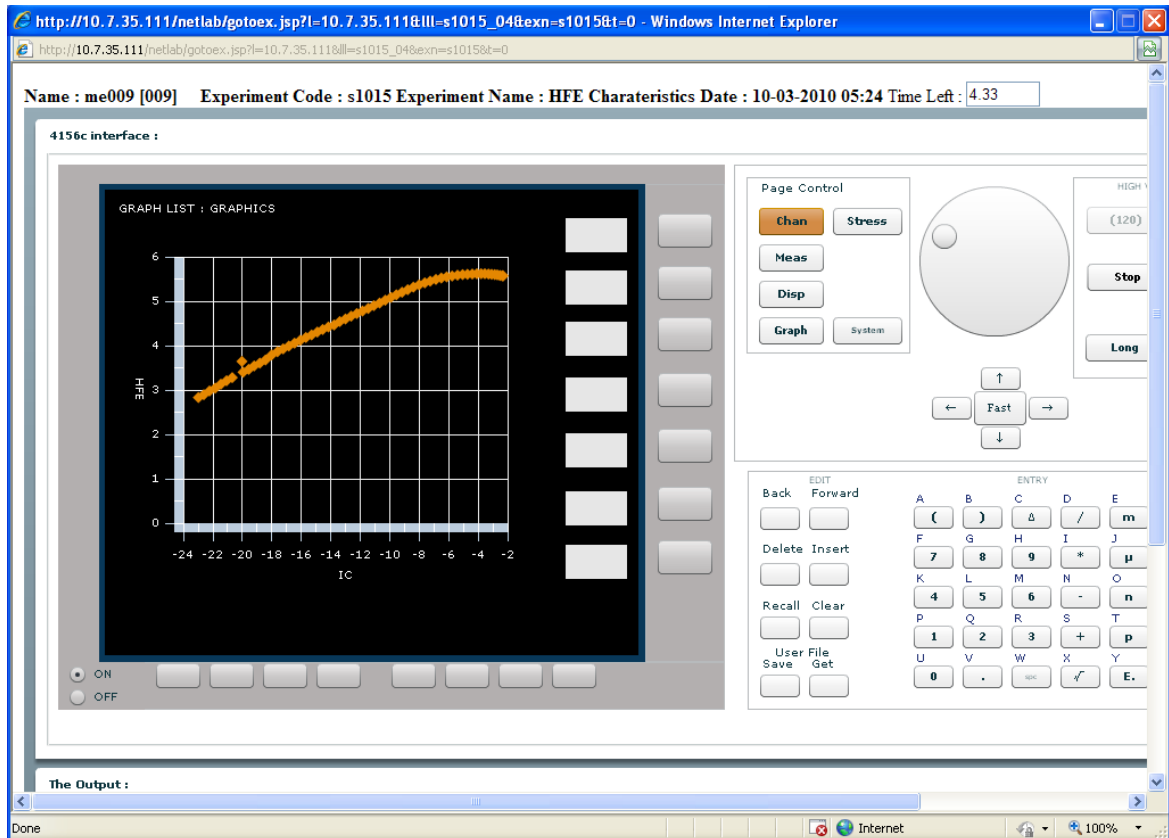 http://10.7.35.111/netlab/gotoex.jsp?l=10.7.35.111&lll=s1015_04&exn=s1015&t=0 - Windows Internet Explorer
http://10.7.35.111/netlab/gotoex.jsp?l=10.7.35.111&lll=s1015_04&exn=s1015&t=0
Name : me009 [009] Experiment Code : s1015 Experiment Name : HFE Charateristics Date : 10-03-2010 05:24 Time Left : 4.33
4156c interface :
GRAPH LIST : GRAPHICS
6
5
4
3
2
1
0
HFE
-24 -22 -20 -18 -16 -14 -12 -10 -8 -6 -4 -2
IC
ON
OFF
Page Control
Chan Stress
Meas
Disp
Graph System
HIGH
(120)
Stop
Long
↑
← Fast →
↓
EDIT
Back Forward
Delete Insert
Recall Clear
User File
Save Get
ENTRY
A B C D E
( ) Δ / m
F G H I J
7 8 9 * µ
K L M N O
4 5 6 - n
P Q R S T
1 2 3 + p
U V W X Y
0 . √ E.
The Output :
Done Internet 100%